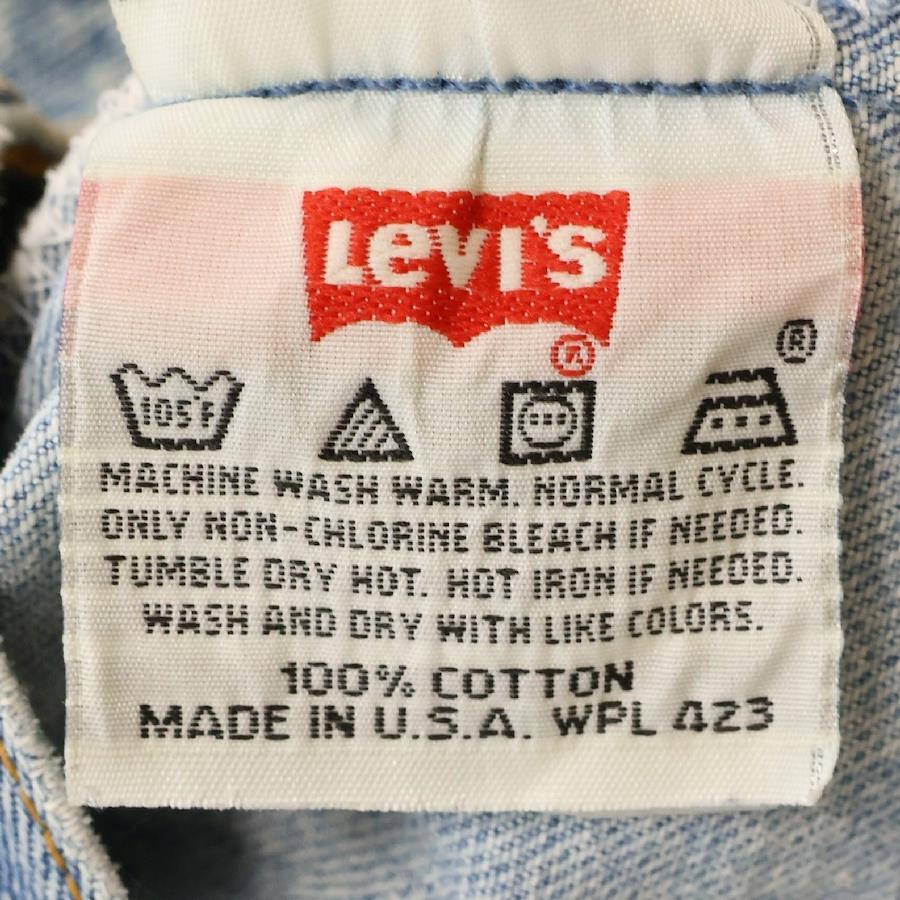 Levi's
®
®
105°F
MACHINE WASH WARM. NORMAL CYCLE.
ONLY NON-CHLORINE BLEACH IF NEEDED.
TUMBLE DRY HOT. HOT IRON IF NEEDED.
WASH AND DRY WITH LIKE COLORS.
100% COTTON
MADE IN U.S.A. WPL 423